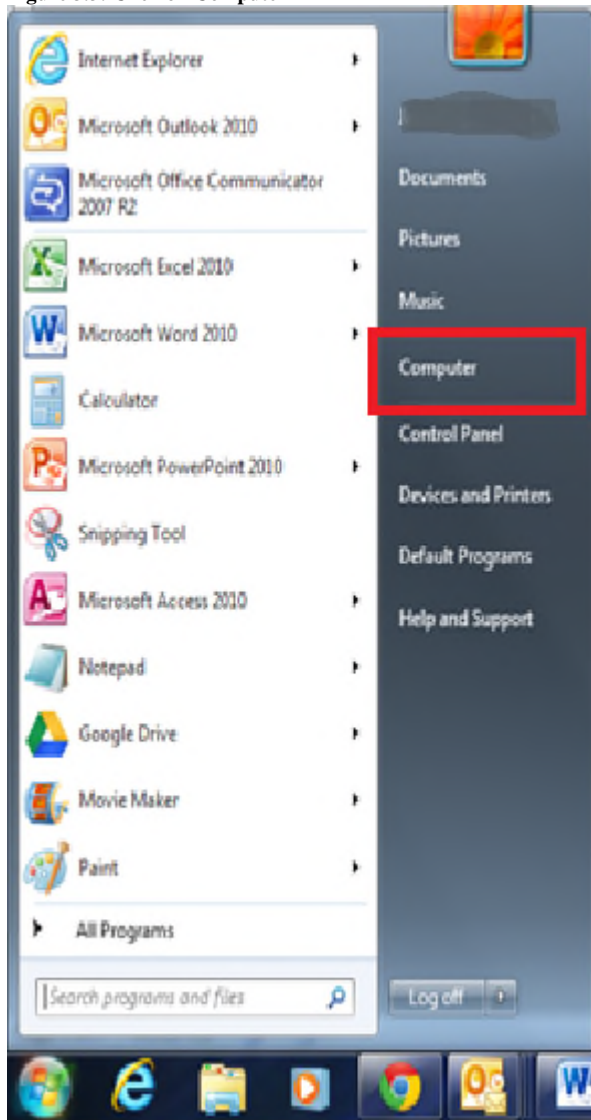 Internet Explorer
Microsoft Outlook 2010
Microsoft Office Communicator
2007 R2
Microsoft Excel 2010
Microsoft Word 2010
Calculator
Microsoft PowerPoint 2010
Snipping Tool
Microsoft Access 2010
Notepad
Google Drive
Movie Maker
Paint
All Programs
Search programs and files
Documents
Pictures
Music
Computer
Control Panel
Devices and Printers
Default Programs
Help and Support
Log off